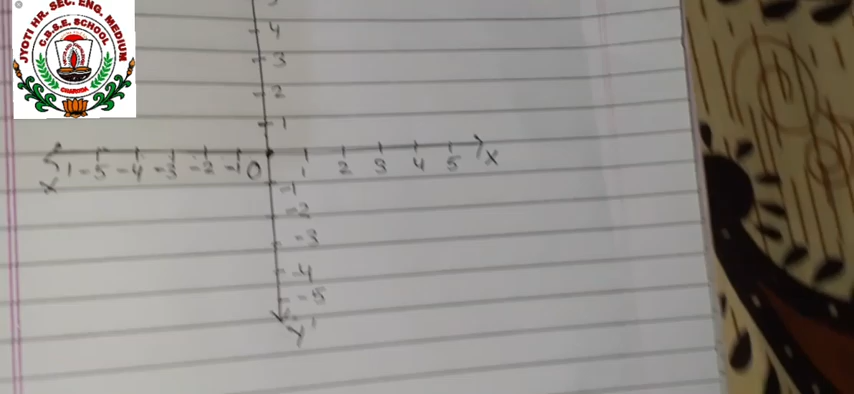 JYOTI HR. SEC. ENG. MEDIUM
C.B.S.E. SCHOOL
4
3
2
1
X' -5 -4 -3 -2 -1 0 1 2 3 4 5 X
-1
-2
-3
-4
-5
Y'